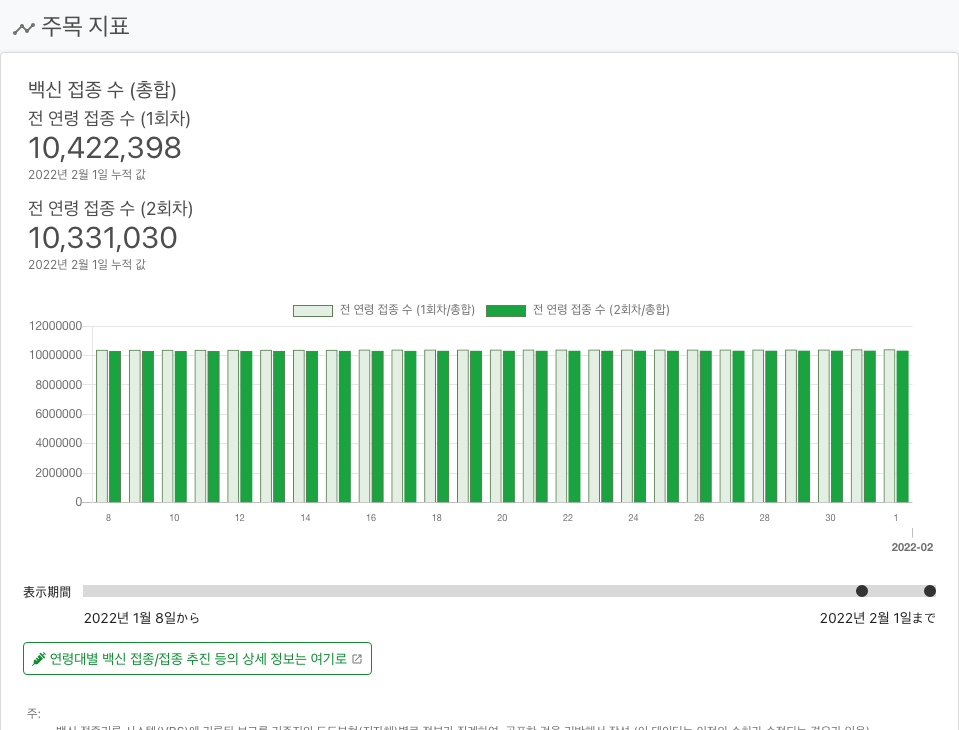 주목 지표
백신 접종 수 (총합)
전 연령 접종 수 (1회차)
10,422,398
2022년 2월 1일 누적 값
전 연령 접종 수 (2회차)
10,331,030
2022년 2월 1일 누적 값
전 연령 접종 수 (1회차/총합) 전 연령 접종 수 (2회차/총합)
12000000
10000000
8000000
6000000
4000000
2000000
0
8 10 12 14 16 18 20 22 24 26 28 30 1
2022-02
表示期間
2022년 1월 8일から 2022년 2월 1일まで
연령대별 백신 접종/접종 추진 등의 상세 정보는 여기로
주: